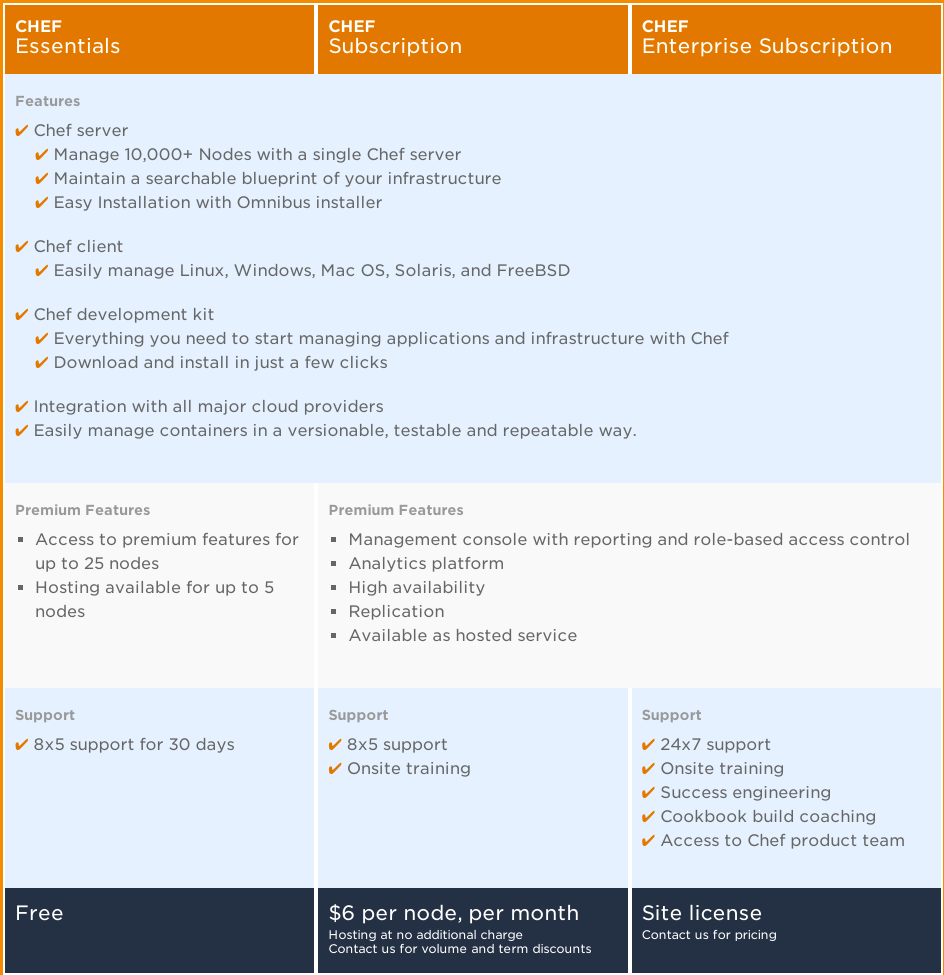 CHEF
Essentials
CHEF
Subscription
CHEF
Enterprise Subscription
Features
✔ Chef server
✔ Manage 10,000+ Nodes with a single Chef server
✔ Maintain a searchable blueprint of your infrastructure
✔ Easy Installation with Omnibus installer
✔ Chef client
✔ Easily manage Linux, Windows, Mac OS, Solaris, and FreeBSD
✔ Chef development kit
✔ Everything you need to start managing applications and infrastructure with Chef
✔ Download and install in just a few clicks
✔ Integration with all major cloud providers
✔ Easily manage containers in a versionable, testable and repeatable way.
Premium Features
▪ Access to premium features for
up to 25 nodes
▪ Hosting available for up to 5
nodes
Premium Features
▪ Management console with reporting and role-based access control
▪ Analytics platform
▪ High availability
▪ Replication
▪ Available as hosted service
Support
✔ 8x5 support for 30 days
Support
✔ 8x5 support
✔ Onsite training
Support
✔ 24x7 support
✔ Onsite training
✔ Success engineering
✔ Cookbook build coaching
✔ Access to Chef product team
Free
$6 per node, per month
Hosting at no additional charge
Contact us for volume and term discounts
Site license
Contact us for pricing